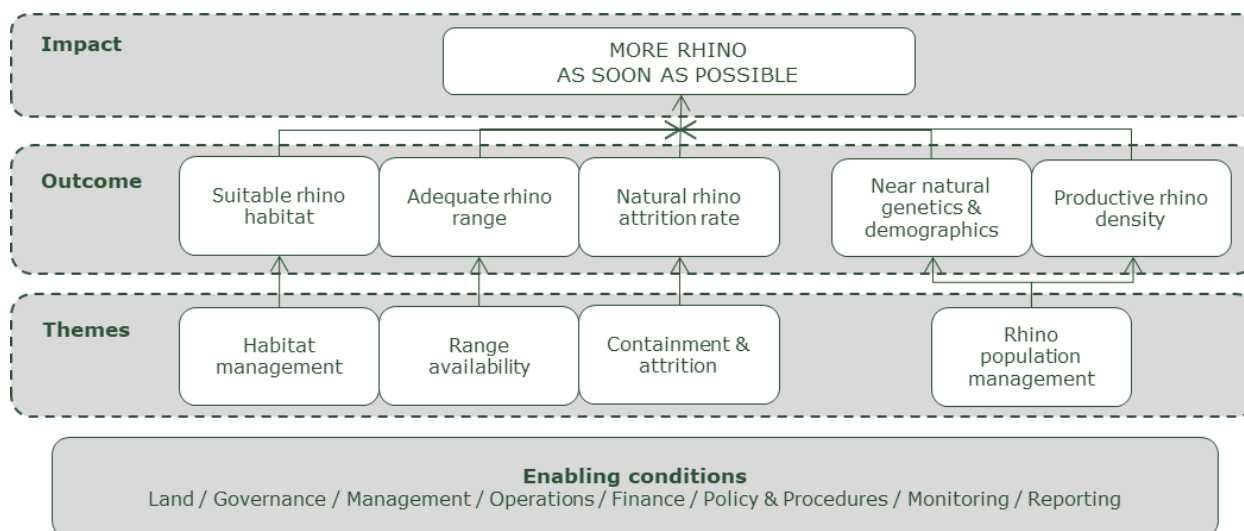 Impact
MORE RHINO
AS SOON AS POSSIBLE
Outcome
Suitable rhino
habitat
Adequate rhino
range
Natural rhino
attrition rate
Near natural
genetics &
demographics
Productive rhino
density
Themes
Habitat
management
Range
availability
Containment &
attrition
Rhino
population
management
Enabling conditions
Land / Governance / Management / Operations / Finance / Policy & Procedures / Monitoring / Reporting